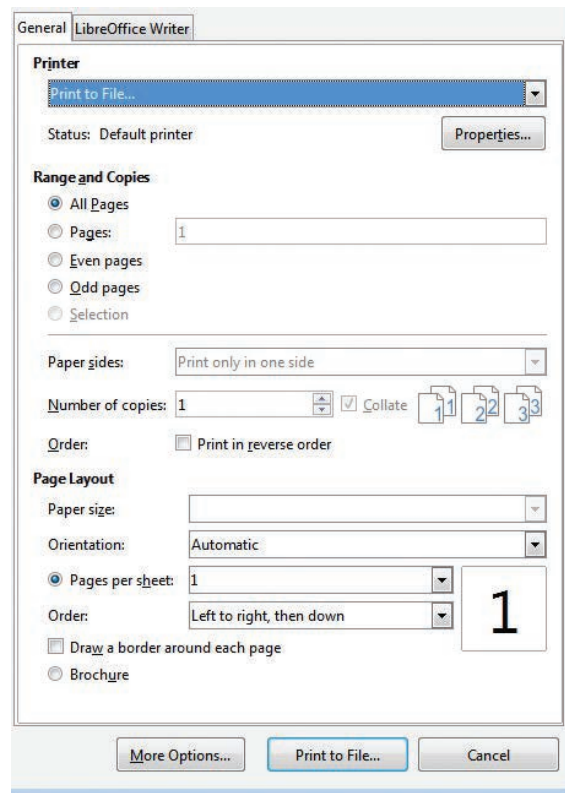 General LibreOffice Writer
Printer
Print to File...
Status: Default printer Properties...
Range and Copies
All Pages
Pages: 1
Even pages
Odd pages
Selection
Paper sides: Print only in one side
Number of copies: 1 Collate 1 1 2 2 3 3
Order: Print in reverse order
Page Layout
Paper size:
Orientation: Automatic
Pages per sheet: 1
Order: Left to right, then down 1
Draw a border around each page
Brochure
More Options... Print to File... Cancel